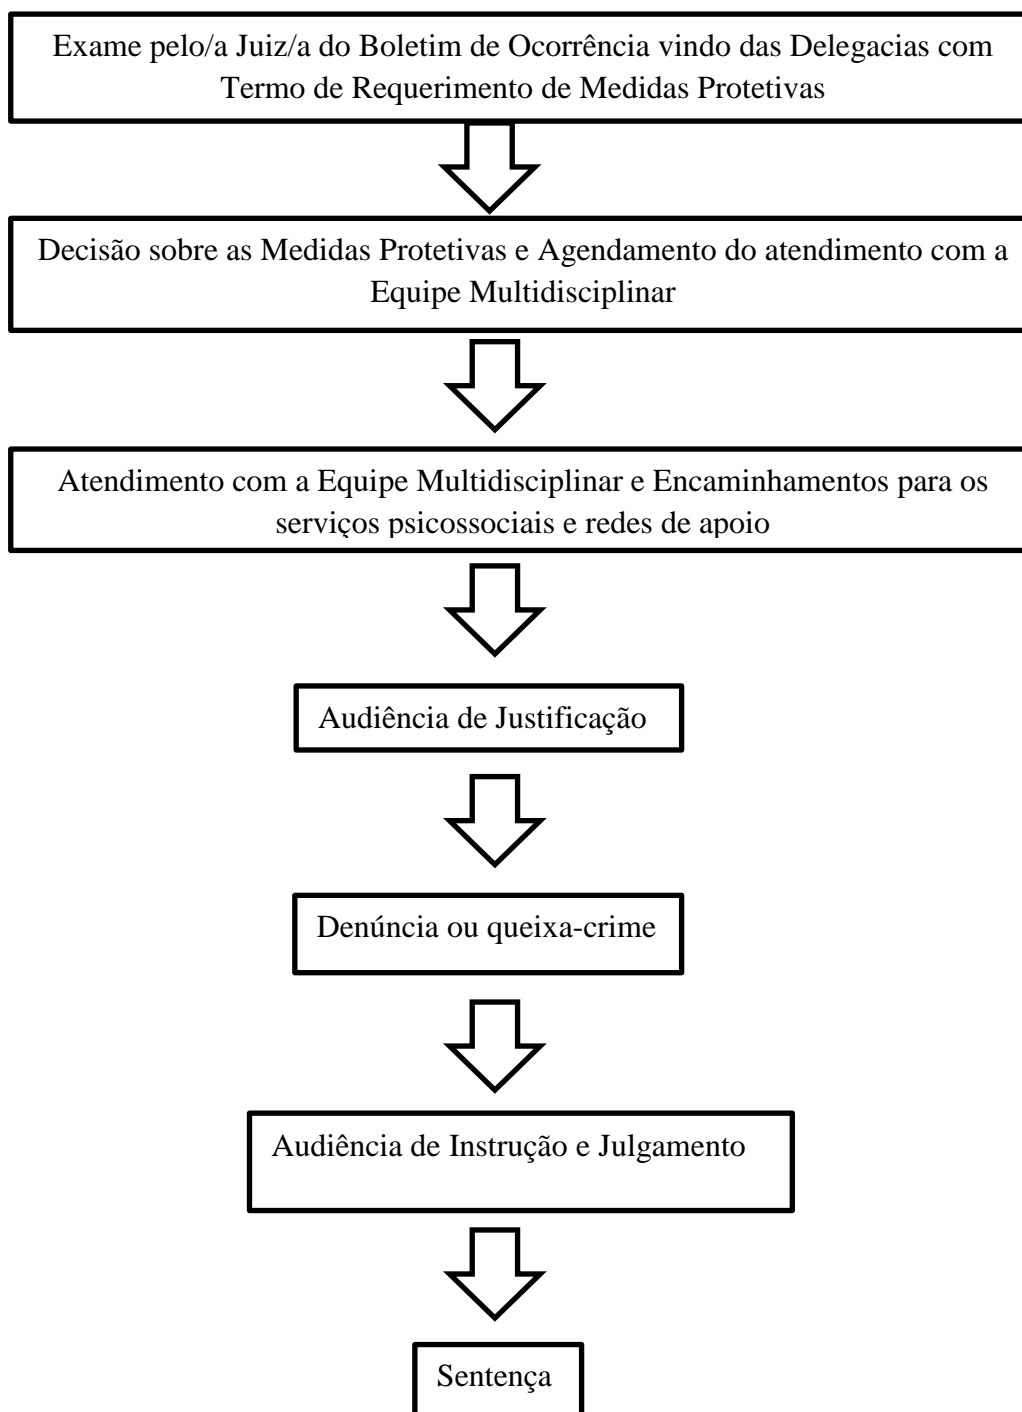 Exame pelo/a Juiz/a do Boletim de Ocorrência vindo das Delegacias com
Termo de Requerimento de Medidas Protetivas
Decisão sobre as Medidas Protetivas e Agendamento do atendimento com a
Equipe Multidisciplinar
Atendimento com a Equipe Multidisciplinar e Encaminhamentos para os
serviços psicossociais e redes de apoio
Audiência de Justificação
Denúncia ou queixa-crime
Audiência de Instrução e Julgamento
Sentença